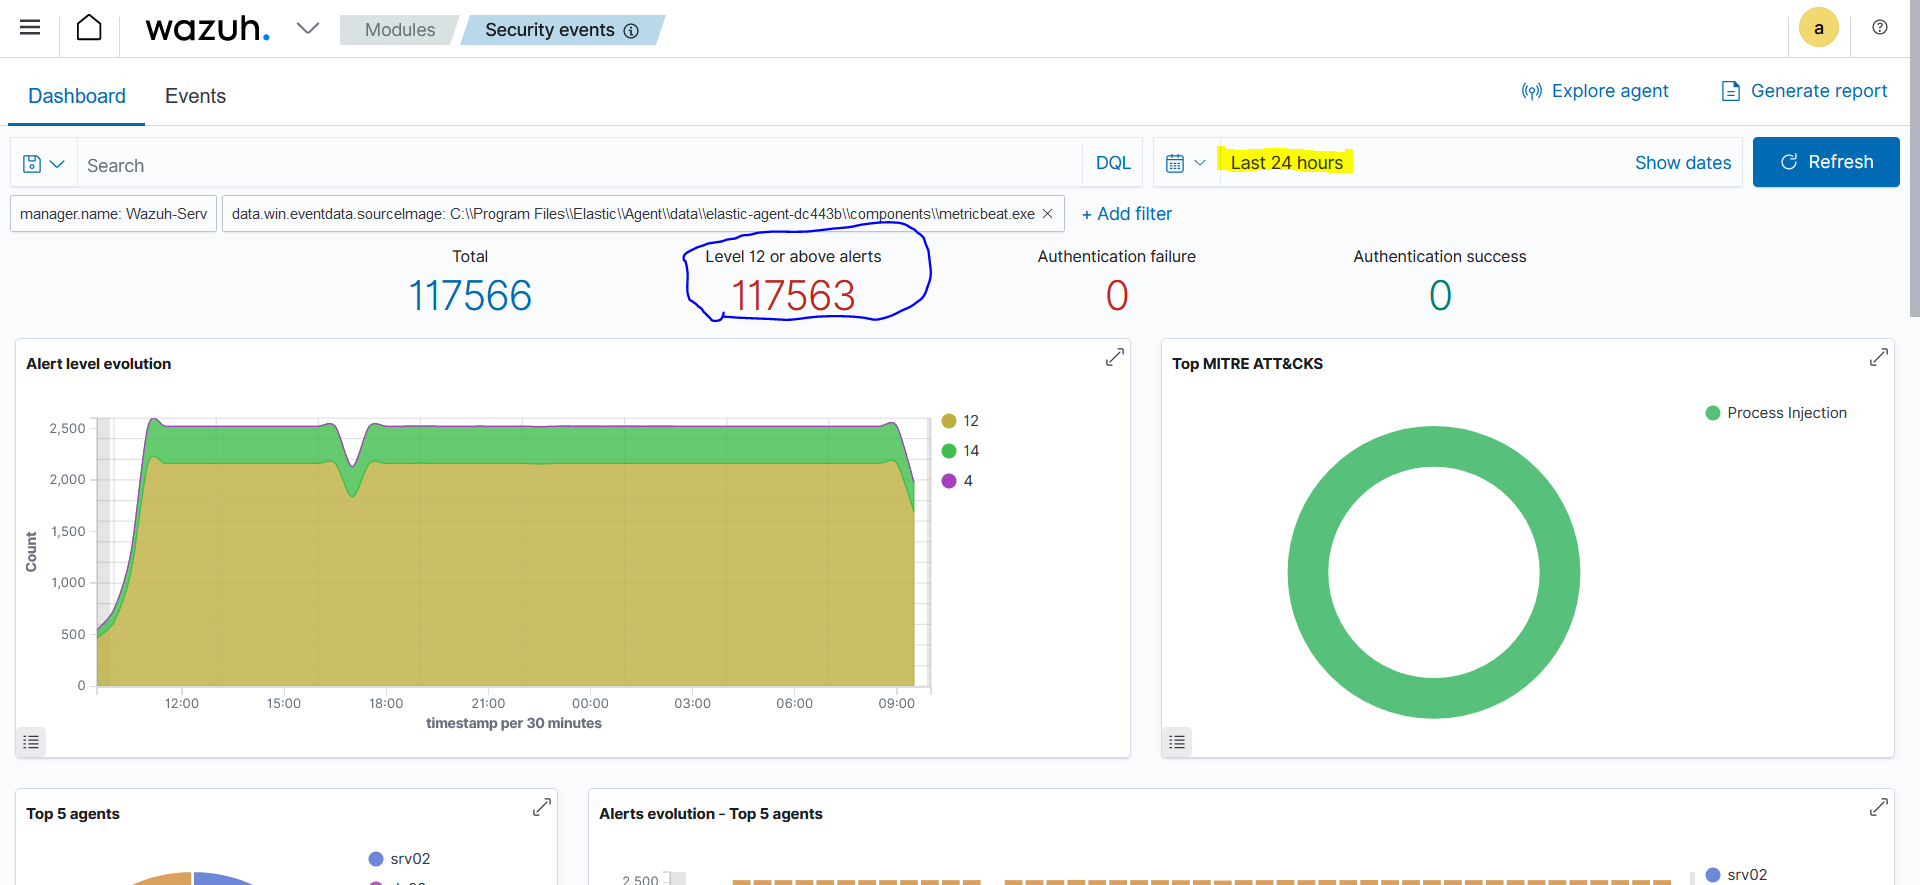 wazuh.
Modules
Security events
a
Dashboard
Events
Explore agent
Generate report
Search
DQL
Last 24 hours
Show dates
Refresh
manager.name: Wazuh-Serv
data.win.eventdata.sourceImage: C:\\Program Files\\Elastic\\Agent\\data\\elastic-agent-dc443b\\components\\metricbeat.exe
+ Add filter
Total
117566
Level 12 or above alerts
117563
Authentication failure
0
Authentication success
0
Alert level evolution
2,500
2,000
1,500
1,000
500
0
Count
12:00
15:00
18:00
21:00
00:00
03:00
06:00
09:00
timestamp per 30 minutes
12
14
4
Top MITRE ATT&CKS
Process Injection
Top 5 agents
srv02
Alerts evolution - Top 5 agents
2,500
srv02